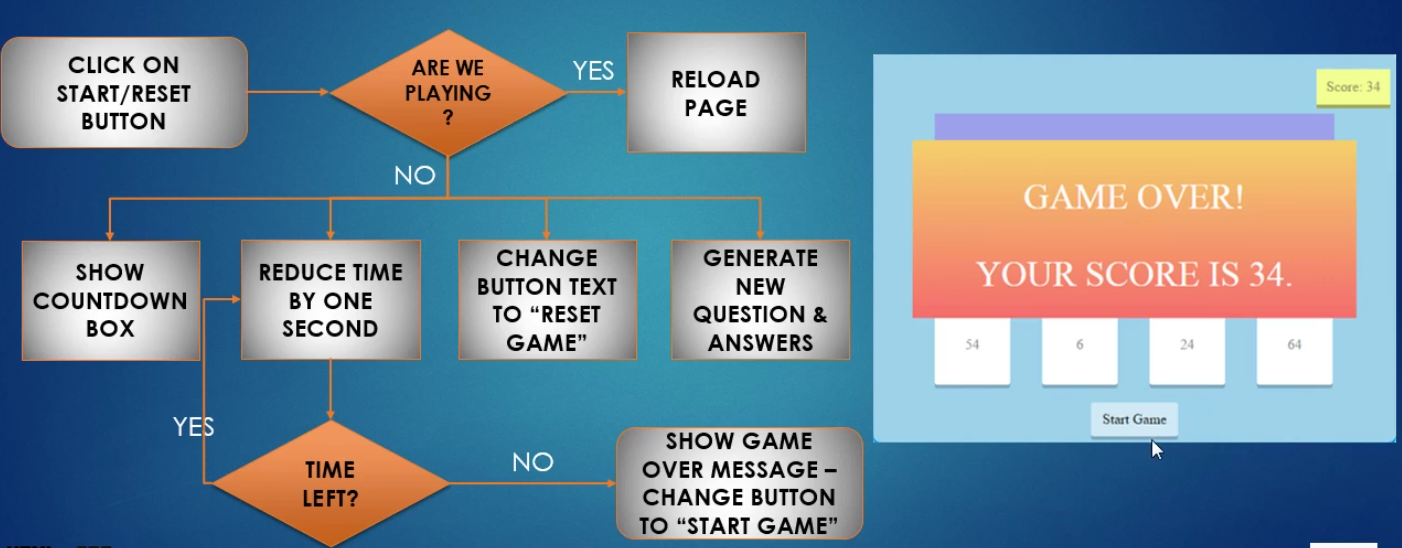 CLICK ON
START/RESET
BUTTON
ARE WE
PLAYING
?
YES
RELOAD
PAGE
NO
SHOW
COUNTDOWN
BOX
REDUCE TIME
BY ONE
SECOND
CHANGE
BUTTON TEXT
TO “RESET
GAME”
GENERATE
NEW
QUESTION &
ANSWERS
YES
TIME
LEFT?
NO
SHOW GAME
OVER MESSAGE –
CHANGE BUTTON
TO “START GAME”
Score: 34
GAME OVER!
YOUR SCORE IS 34.
54
6
24
64
Start Game